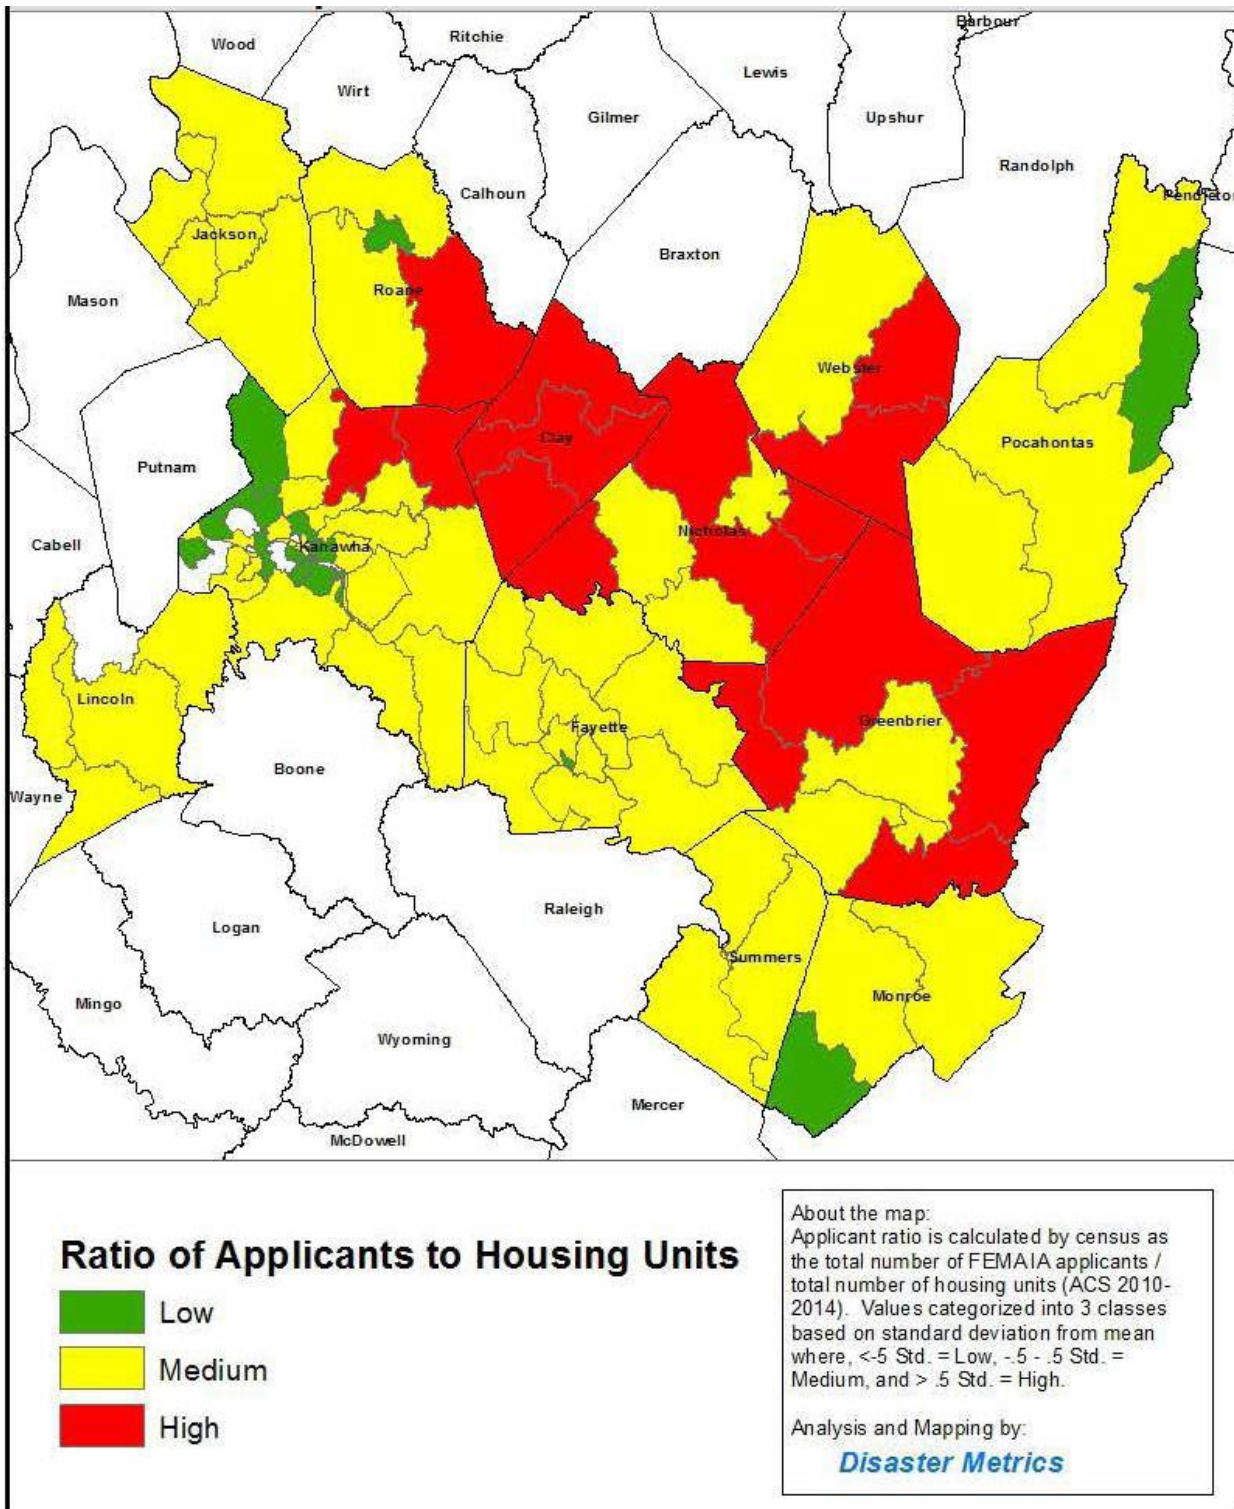 Barbour
Ritchie
Wood
Lewis
Wirt
Gilmer
Upshur
Randolph
Calhoun
Pendleton
Jackson
Braxton
Roane
Mason
Webster
Clay
Pocahontas
Putnam
Nicholas
Cabell
Kanawha
Lincoln
Greenbrier
Fayette
Boone
Wayne
Raleigh
Logan
Summers
Monroe
Mingo
Wyoming
Mercer
McDowell
Ratio of Applicants to Housing Units
Low
Medium
High
About the map:
Applicant ratio is calculated by census as
the total number of FEMAIA applicants /
total number of housing units (ACS 2010-
2014). Values categorized into 3 classes
based on standard deviation from mean
where, <-5 Std. = Low, -.5 - .5 Std. =
Medium, and > .5 Std. = High.
Analysis and Mapping by:
Disaster Metrics